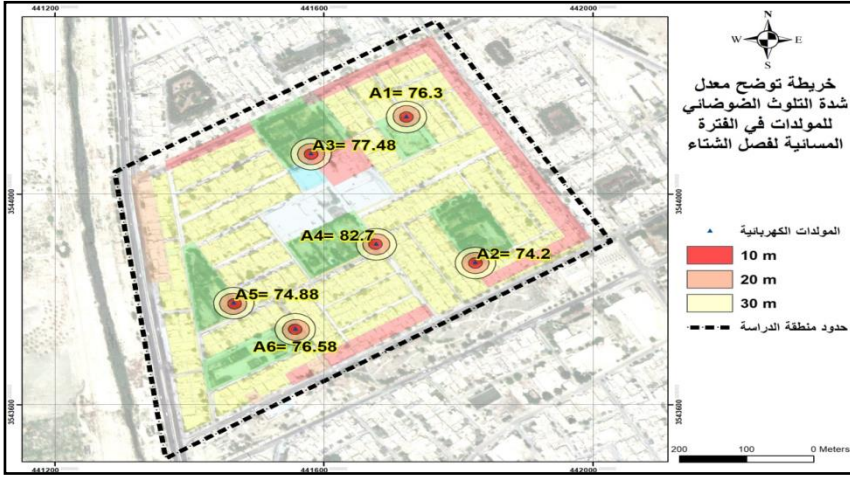 441200 441600 442000
N
W E
S
خريطة توضح معدل
شدة التلوث الضوضائي
للمولدات في الفترة
المسائية لفصل الشتاء
A1= 76.3
A3= 77.48
3544000 3544000
A4= 82.7
A2= 74.2
A5= 74.88
A6= 76.58
المولدات الكهربائية
10 m
20 m
30 m
حدود منطقة الدراسة
3543600 3543600
200 100 0 Meters
441200 441600 442000